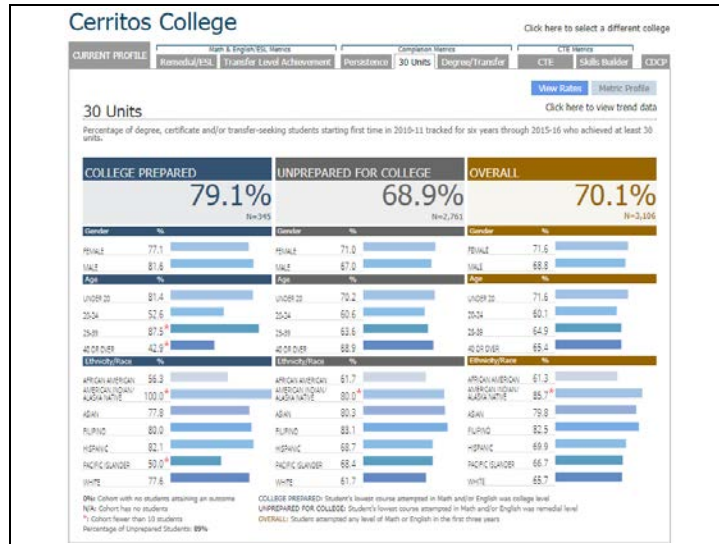 Cerritos College
Click here to select a different college
CURRENT PROFILE
Math & English/ESL Metrics
Completion Metrics
CTE Metrics
Remedial/ESL Transfer Level Achievement Persistence 30 Units Degree/Transfer CTE Skills Builder CDCP
View Rates Metric Profile
30 Units
Click here to view trend data
Percentage of degree, certificate and/or transfer-seeking students starting first time in 2010-11 tracked for six years through 2015-16 who achieved at least 30 units.
COLLEGE PREPARED UNPREPARED FOR COLLEGE OVERALL
79.1% 68.9% 70.1%
N=345 N=2,761 N=3,106
Gender % Gender % Gender %
FEMALE 77.1 FEMALE 71.0 FEMALE 71.6
MALE 81.6 MALE 67.0 MALE 68.8
Age % Age % Age %
UNDER 20 81.4 UNDER 20 70.2 UNDER 20 71.6
20-24 52.6 20-24 60.6 20-24 60.1
25-39 87.5* 25-39 63.6 25-39 64.9
40 OR OVER 42.9* 40 OR OVER 68.9 40 OR OVER 65.4
Ethnicity/Race % Ethnicity/Race % Ethnicity/Race %
AFRICAN AMERICAN 56.3 AFRICAN AMERICAN 61.7 AFRICAN AMERICAN 61.3
AMERICAN INDIAN/ALASKA NATIVE 100.0* AMERICAN INDIAN/ALASKA NATIVE 80.0* AMERICAN INDIAN/ALASKA NATIVE 85.7*
ASIAN 77.8 ASIAN 80.3 ASIAN 79.8
FILIPINO 80.0 FILIPINO 83.1 FILIPINO 82.5
HISPANIC 82.1 HISPANIC 68.7 HISPANIC 69.9
PACIFIC ISLANDER 50.0* PACIFIC ISLANDER 68.4 PACIFIC ISLANDER 66.7
WHITE 77.6 WHITE 61.7 WHITE 65.7
0%: Cohort with no students attaining an outcome
COLLEGE PREPARED: Student's lowest course attempted in Math and/or English was college level
N/A: Cohort has no students
UNPREPARED FOR COLLEGE: Student's lowest course attempted in Math and/or English was remedial level
*: Cohort fewer than 10 students
OVERALL: Student attempted any level of Math or English in the first three years
Percentage of Unprepared Students: 89%